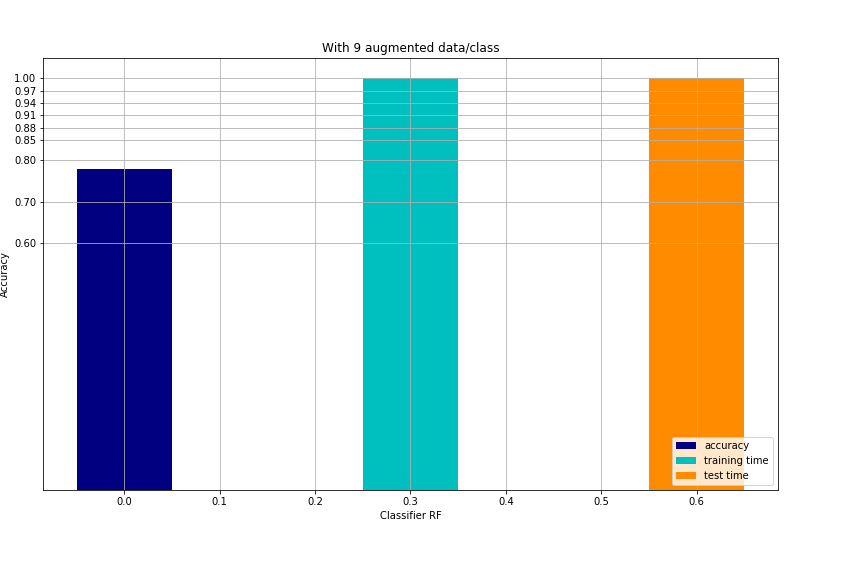 With 9 augmented data/class
1.00
0.97
0.94
0.91
0.88
0.85
0.80
0.70
0.60
Accuracy
accuracy
training time
test time
0.0 0.1 0.2 0.3 0.4 0.5 0.6
Classifier RF